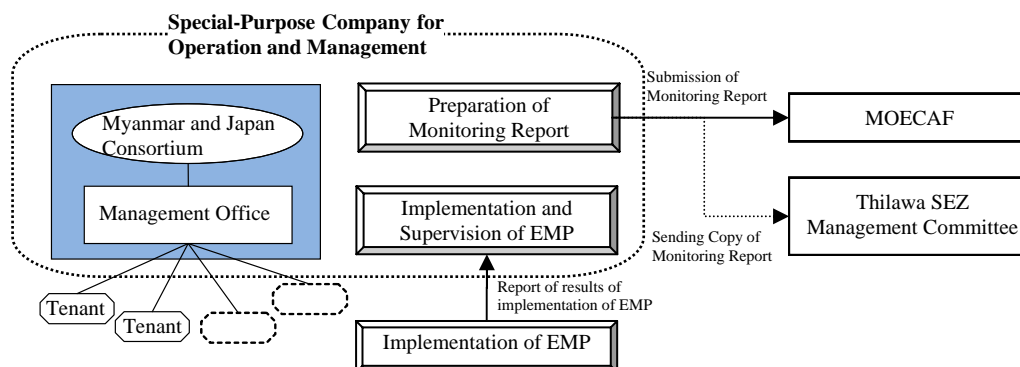 Special-Purpose Company for
Operation and Management
Myanmar and Japan
Consortium
Management Office
Tenant
Tenant
Preparation of
Monitoring Report
Implementation and
Supervision of EMP
Report of results of
implementation of EMP
Implementation of EMP
Submission of
Monitoring Report
MOECAF
Sending Copy of
Monitoring Report
Thilawa SEZ
Management Committee